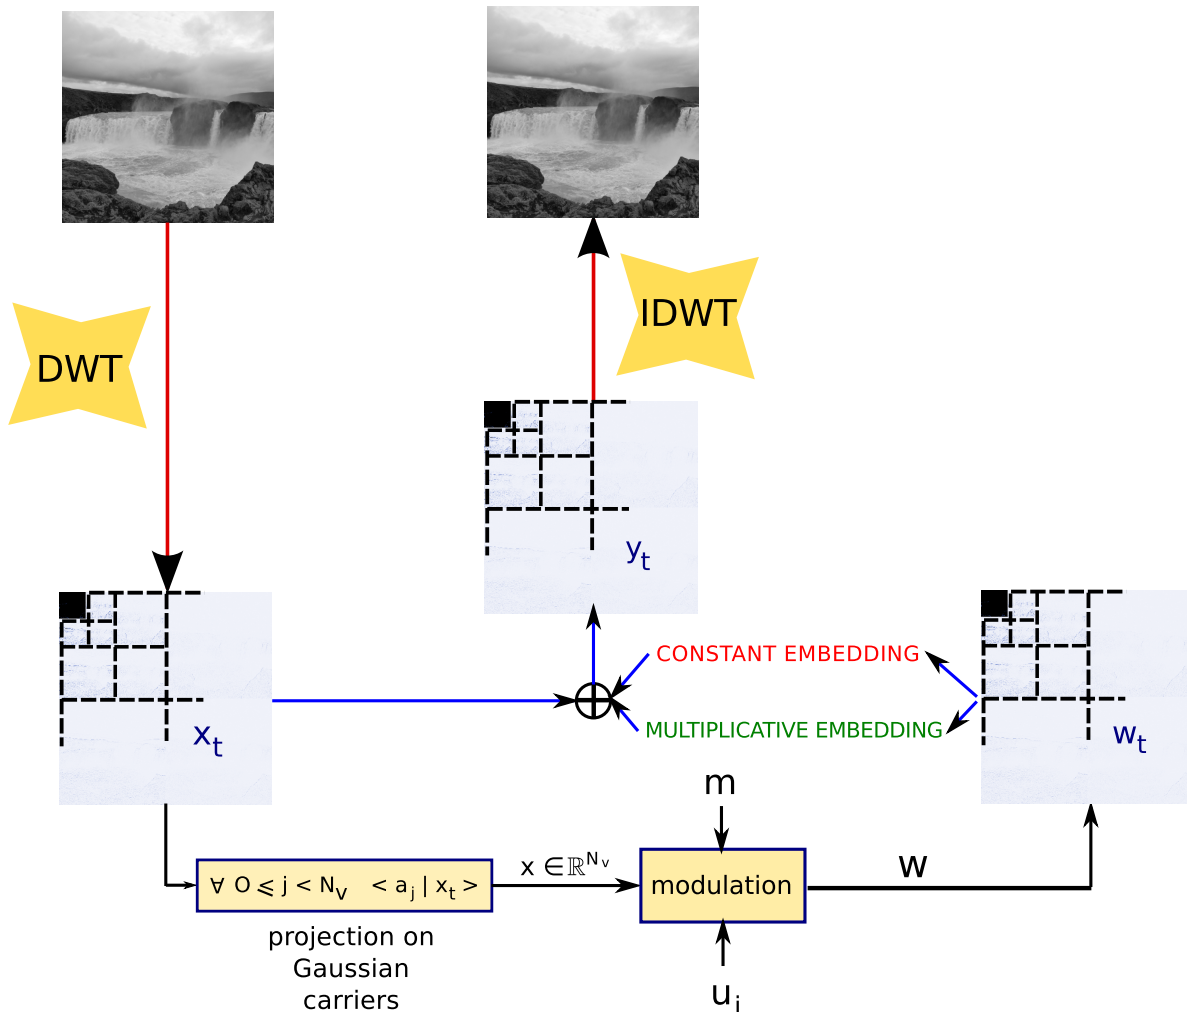 DWT
IDWT
y_t
CONSTANT EMBEDDING
MULTIPLICATIVE EMBEDDING
x_t
w_t
m
∀ O ⩽ j < N_v < a_j | x_t >
x ∈ ℝ^{N_v}
modulation
w
projection on
Gaussian
carriers
u_i